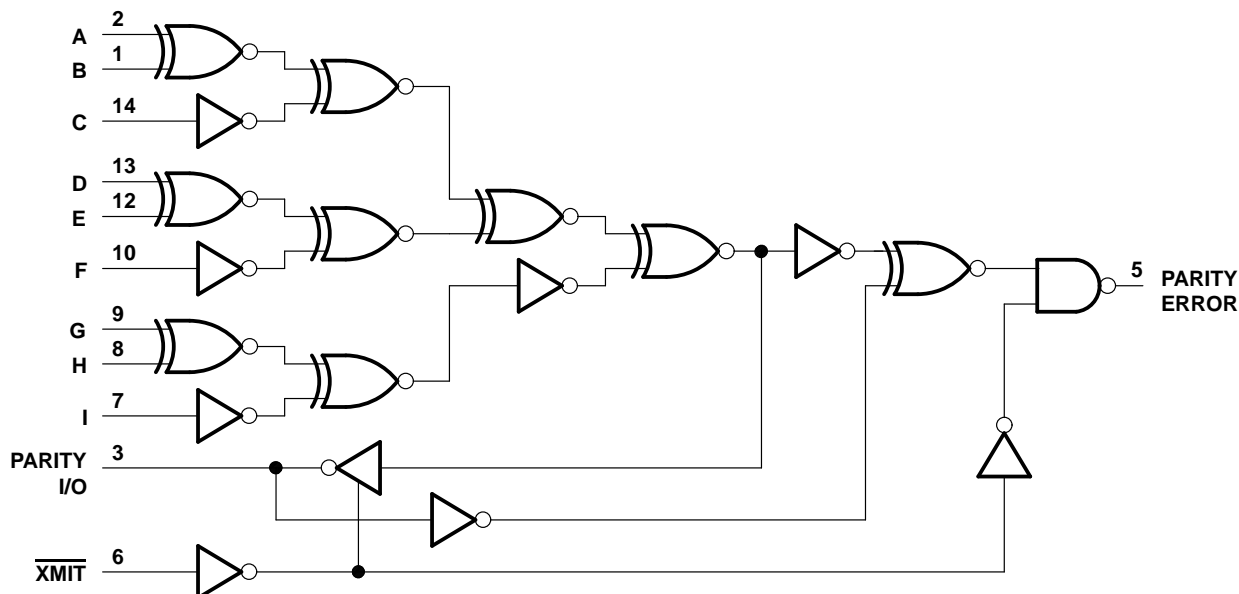 A 2
B 1
C 14
D 13
E 12
F 10
G 9
H 8
I 7
PARITY 3
I/O
XMIT 6
5 PARITY
ERROR